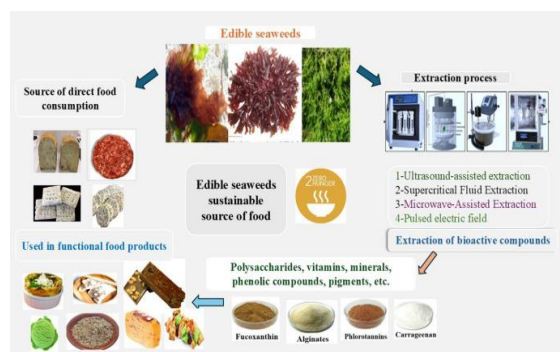 Edible seaweeds
Source of direct food
consumption
Extraction process
Edible seaweeds
sustainable
source of food
2 ZERO
HUNGER
1-Ultrasound-assisted extraction
2-Supercritical Fluid Extraction
3-Microwave-Assisted Extraction
4-Pulsed electric field
Used in functional food products
Extraction of bioactive compounds
Polysaccharides, vitamins, minerals,
phenolic compounds, pigments, etc.
Fucoxanthin
Alginates
Phlorotannins
Carrageenan